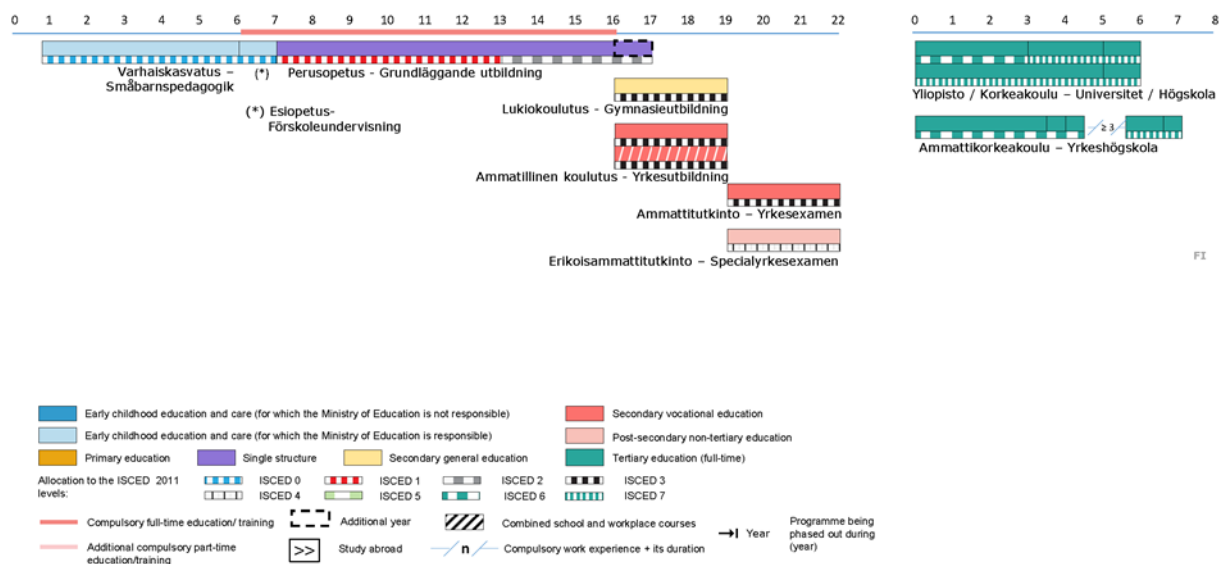 0 1 2 3 4 5 6 7 8 9 10 11 12 13 14 15 16 17 18 19 20 21 22
0 1 2 3 4 5 6 7 8
Varhaiskasvatus –
Småbarnspedagogik
(*) Perusopetus - Grundläggande utbildning
(*) Esiopetus-
Förskoleundervisning
Lukiokoulutus - Gymnasieutbildning
Ammatillinen koulutus - Yrkesutbildning
Ammattitutkinto – Yrkesexamen
Erikoisammattitutkinto – Specialyrkesexamen
Yliopisto / Korkeakoulu – Universitet / Högskola
≥ 3
Ammattikorkeakoulu – Yrkeshögskola
FI
Early childhood education and care (for which the Ministry of Education is not responsible)
Secondary vocational education
Early childhood education and care (for which the Ministry of Education is responsible)
Post-secondary non-tertiary education
Primary education
Single structure
Secondary general education
Tertiary education (full-time)
Allocation to the ISCED 2011
levels:
ISCED 0
ISCED 1
ISCED 2
ISCED 3
ISCED 4
ISCED 5
ISCED 6
ISCED 7
Compulsory full-time education/ training
Additional year
Combined school and workplace courses
Year
Programme being
phased out during
(year)
Additional compulsory part-time
education/training
>>
Study abroad
n
Compulsory work experience + its duration